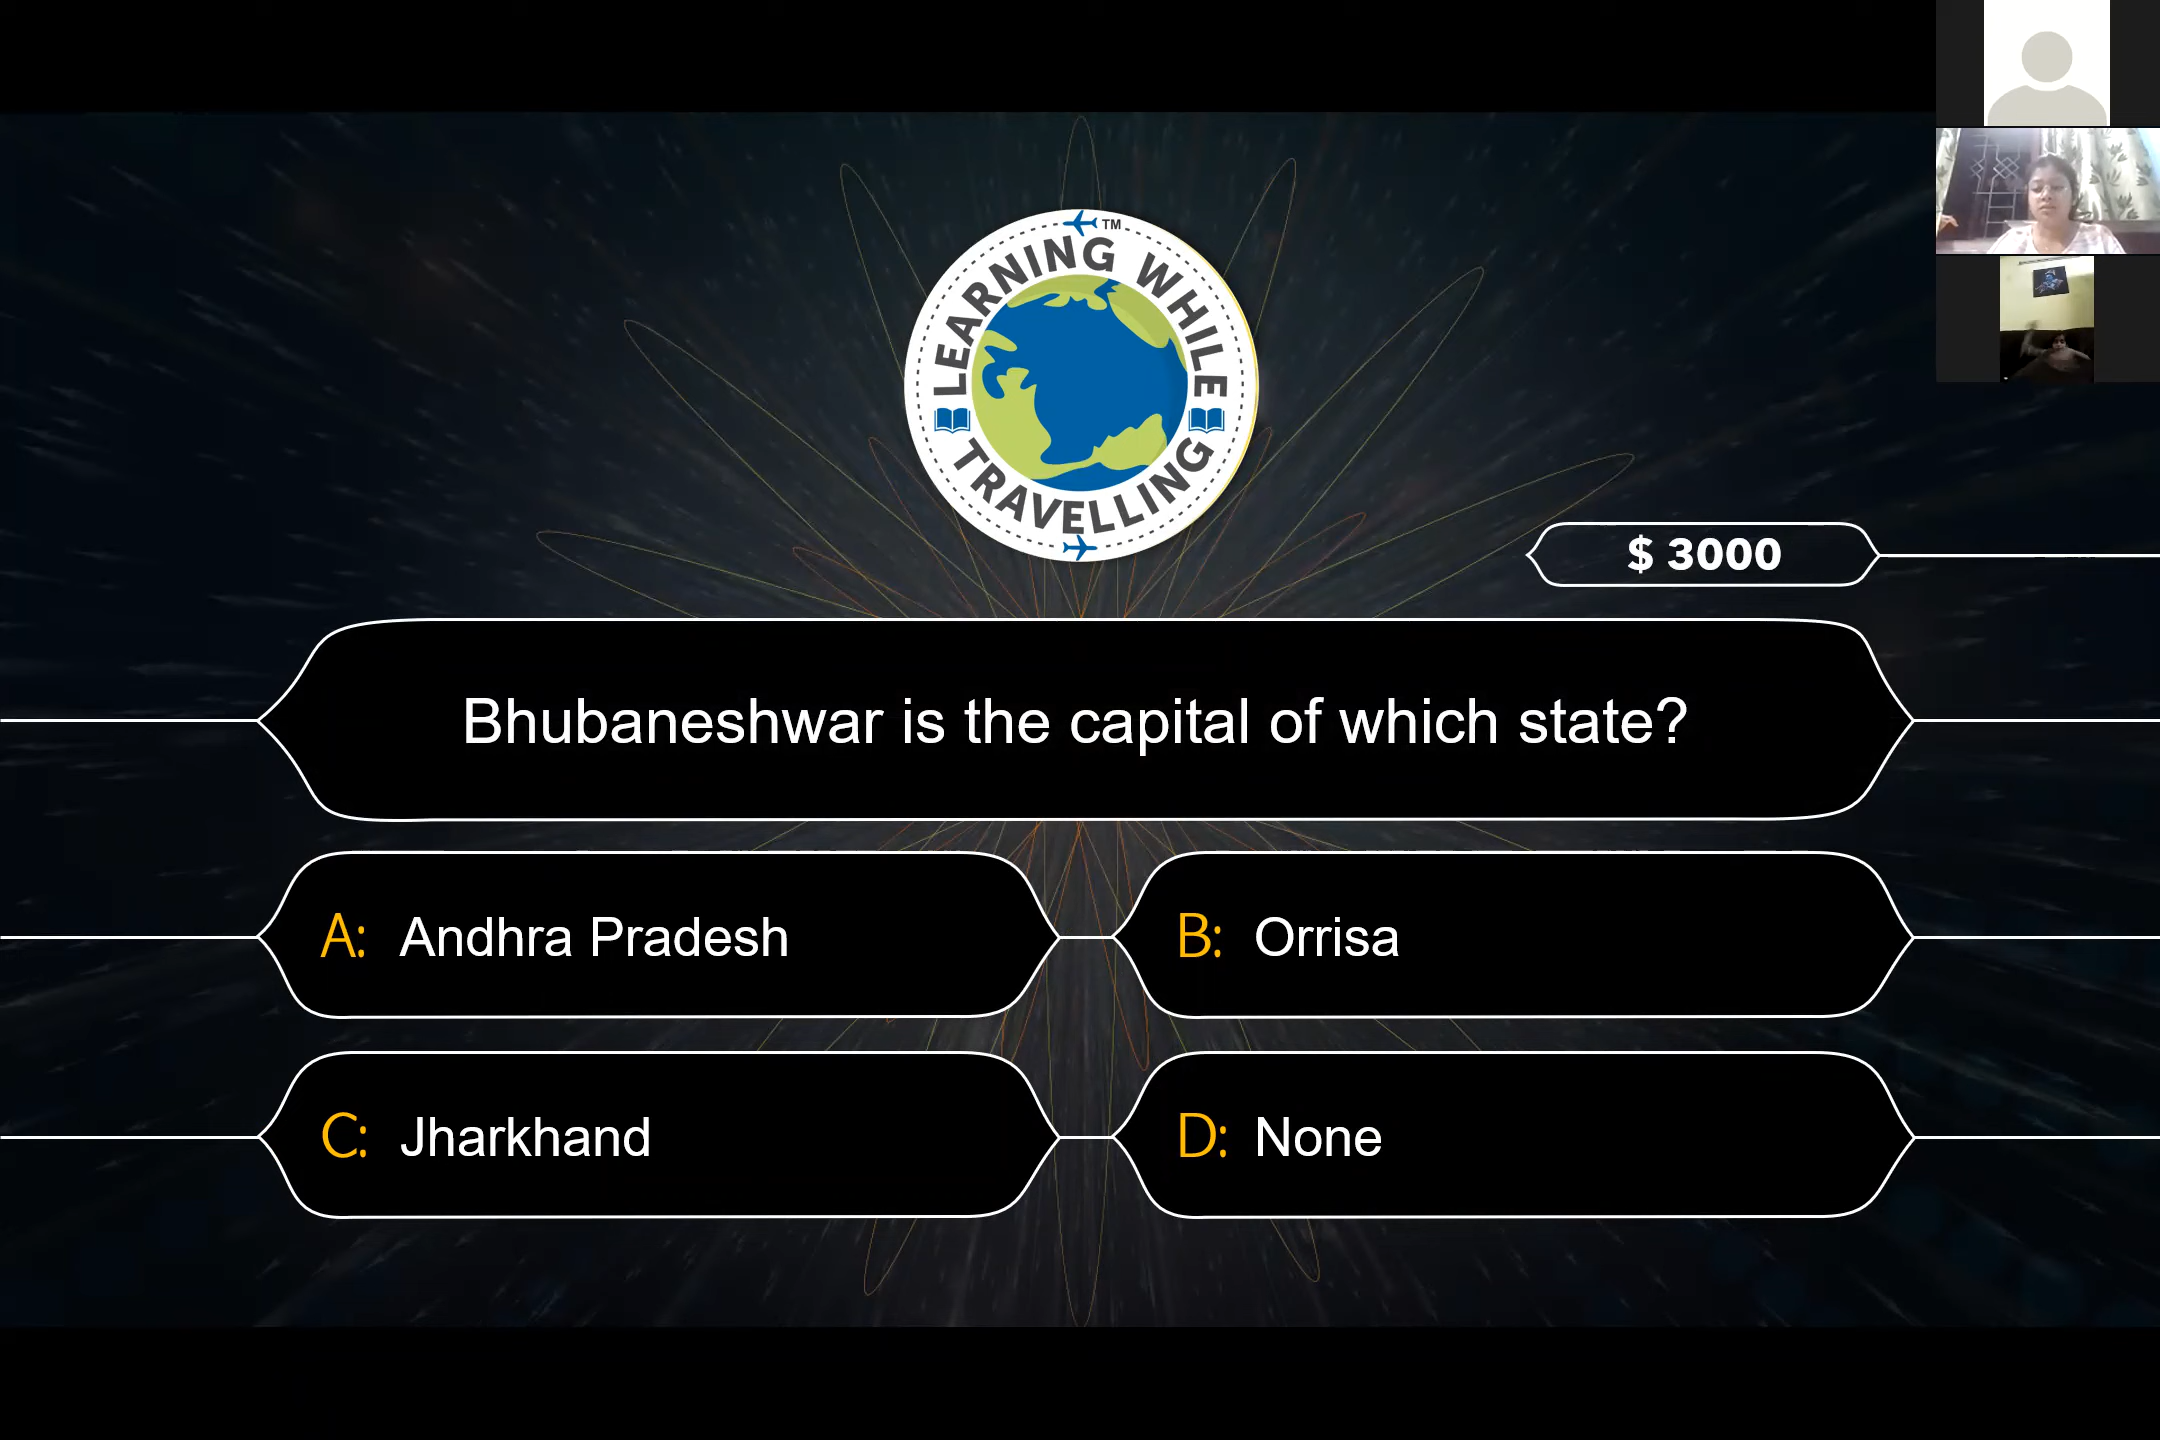 LEARNING WHILE
TRAVELLING
TM
$ 3000
Bhubaneshwar is the capital of which state?
A: Andhra Pradesh
B: Orrisa
C: Jharkhand
D: None